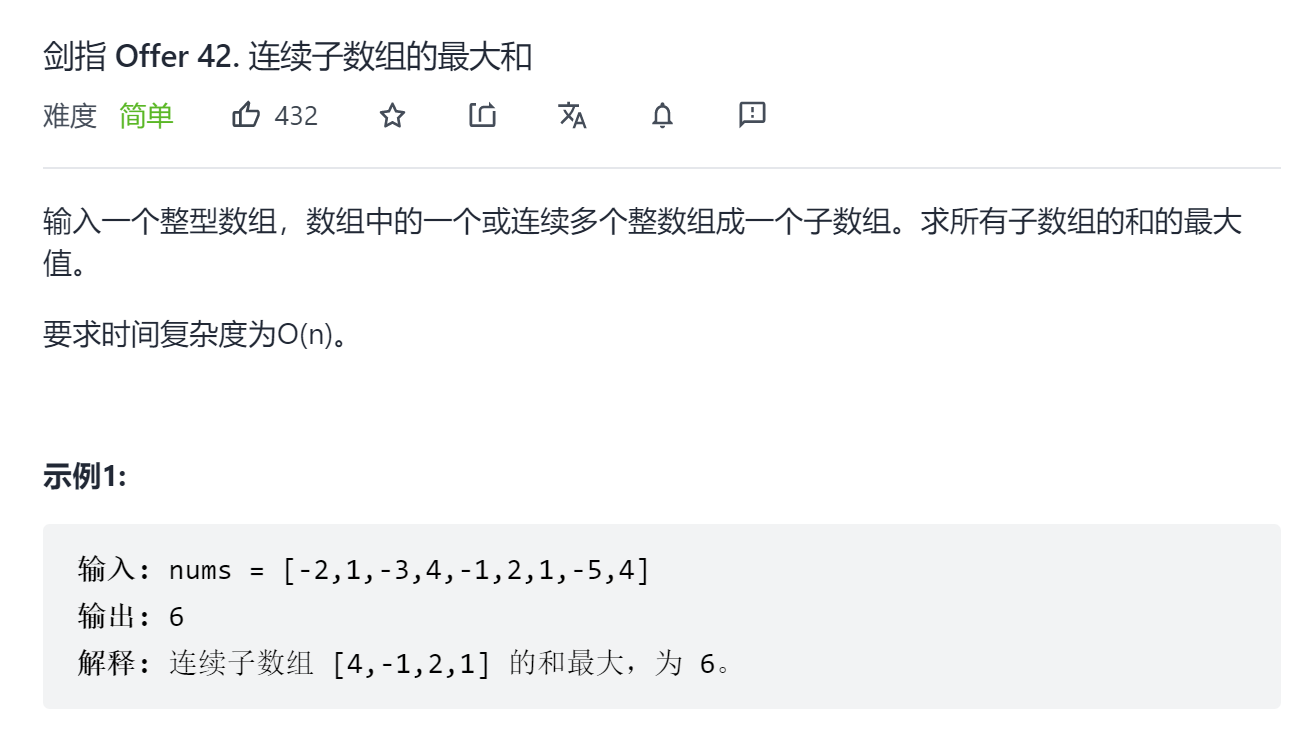 剑指 Offer 42. 连续子数组的最大和
难度 简单 432
输入一个整型数组，数组中的一个或连续多个整数组成一个子数组。求所有子数组的和的最大
值。
要求时间复杂度为O(n)。
示例1:
输入: nums = [-2,1,-3,4,-1,2,1,-5,4]
输出: 6
解释: 连续子数组 [4,-1,2,1] 的和最大，为 6。